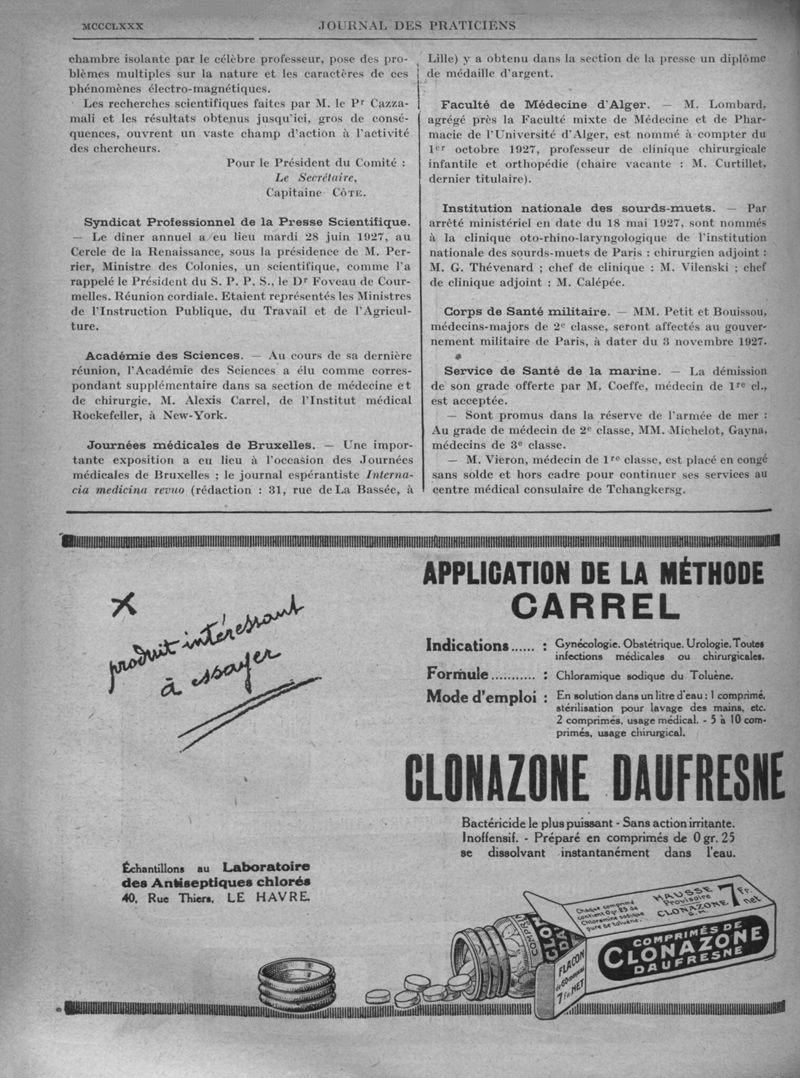 MCCCLXXX
JOURNAL DES PRATICIENS
chambre isolante par le célèbre professeur, pose des pro-
blèmes multiples sur la nature et les caractères de ces
phénomènes électro-magnétiques.
Les recherches scientifiques faites par M. le Pr Cazza-
mali et les résultats obtenus jusqu'ici, gros de consé-
quences, ouvrent un vaste champ d'action à l'activité
des chercheurs.
Pour le Président du Comité :
Le Secrétaire,
Capitaine CÔTE.
Syndicat Professionnel de la Presse Scientifique.
— Le dîner annuel a eu lieu mardi 28 juin 1927, au
Cercle de la Renaissance, sous la présidence de M. Per-
rier, Ministre des Colonies, un scientifique, comme l'a
rappelé le Président du S. P. P. S., le Dr Foveau de Cour-
melles. Réunion cordiale. Etaient représentés les Ministres
de l'Instruction Publique, du Travail et de l'Agricul-
ture.
Académie des Sciences. — Au cours de sa dernière
réunion, l'Académie des Sciences a élu comme corres-
pondant supplémentaire dans sa section de médecine et
de chirurgie, M. Alexis Carrel, de l'Institut médical
Rockefeller, à New-York.
Journées médicales de Bruxelles. — Une impor-
tante exposition a eu lieu à l'occasion des Journées
médicales de Bruxelles ; le journal espérantiste Interna-
cia medicina revuo (rédaction : 31, rue de La Bassée, à
Lille) y a obtenu dans la section de la presse un diplôme
de médaille d'argent.
Faculté de Médecine d'Alger. — M. Lombard,
agrégé près la Faculté mixte de Médecine et de Phar-
macie de l'Université d'Alger, est nommé à compter du
1er octobre 1927, professeur de clinique chirurgicale
infantile et orthopédie (chaire vacante : M. Curtillet,
dernier titulaire).
Institution nationale des sourds-muets. — Par
arrêté ministériel en date du 18 mai 1927, sont nommés
à la clinique oto-rhino-laryngologique de l'institution
nationale des sourds-muets de Paris : chirurgien adjoint :
M. G. Thévenard ; chef de clinique : M. Vilenski ; chef
de clinique adjoint : M. Calépée.
Corps de Santé militaire. — MM. Petit et Bouissou,
médecins-majors de 2e classe, seront affectés au gouver-
nement militaire de Paris, à dater du 3 novembre 1927.
Service de Santé de la marine. — La démission
de son grade offerte par M. Coeffe, médecin de 1re cl.,
est acceptée.
— Sont promus dans la réserve de l'armée de mer :
Au grade de médecin de 2e classe, MM. Michelot, Gayna,
médecins de 3e classe.
— M. Vieron, médecin de 1re classe, est placé en congé
sans solde et hors cadre pour continuer ses services au
centre médical consulaire de Tchangkersg.
produit intéressant
à essayer
APPLICATION DE LA MÉTHODE
CARREL
Indications...... : Gynécologie. Obstétrique. Urologie. Toutes
infections médicales ou chirurgicales.
Formule........... : Chloramique sodique du Toluène.
Mode d'emploi : En solution dans un litre d'eau : 1 comprimé,
stérilisation pour lavage des mains, etc.
2 comprimés, usage médical. - 5 à 10 com-
primés, usage chirurgical.
CLONAZONE DAUFRESNE
Bactéricide le plus puissant - Sans action irritante.
Inoffensif. - Préparé en comprimés de 0 gr. 25
se dissolvant instantanément dans l'eau.
Échantillons au Laboratoire
des Antiseptiques chlorés
40, Rue Thiers, LE HAVRE.
Chaque comprimé
contient 0 gr 25 de
Chloramine sodique
pure de toluène.
HAUSSE
Provisoire
CLONAZONE
7 Fr.
net
COMPRIMÉS DE
CLONAZONE
DAUFRESNE
FLACON
7 Fr. NET